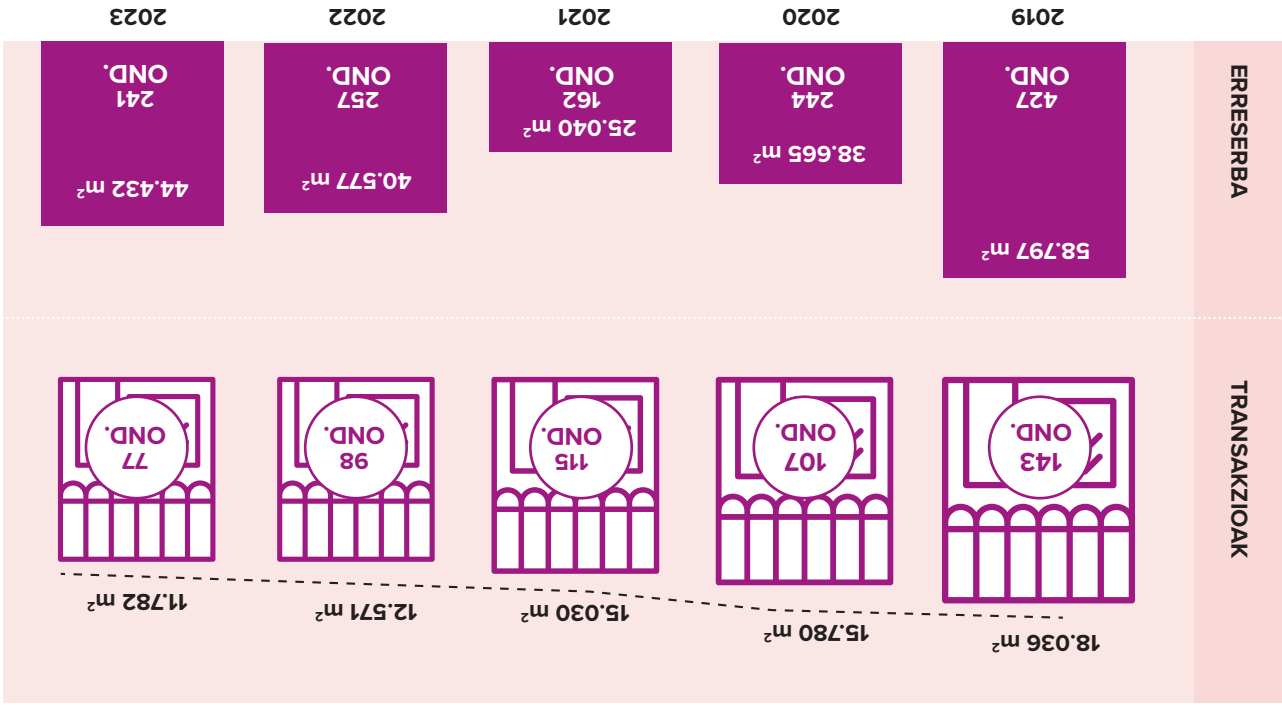 TRANSAKZIOAK
18.036 m²
15.780 m²
15.030 m²
12.571 m²
11.782 m²
143
OND.
107
OND.
115
OND.
98
OND.
77
OND.
ERRESERBA
58.797 m²
427
OND.
38.665 m²
244
OND.
25.040 m²
162
OND.
40.577 m²
257
OND.
44.432 m²
241
OND.
2019
2020
2021
2022
2023